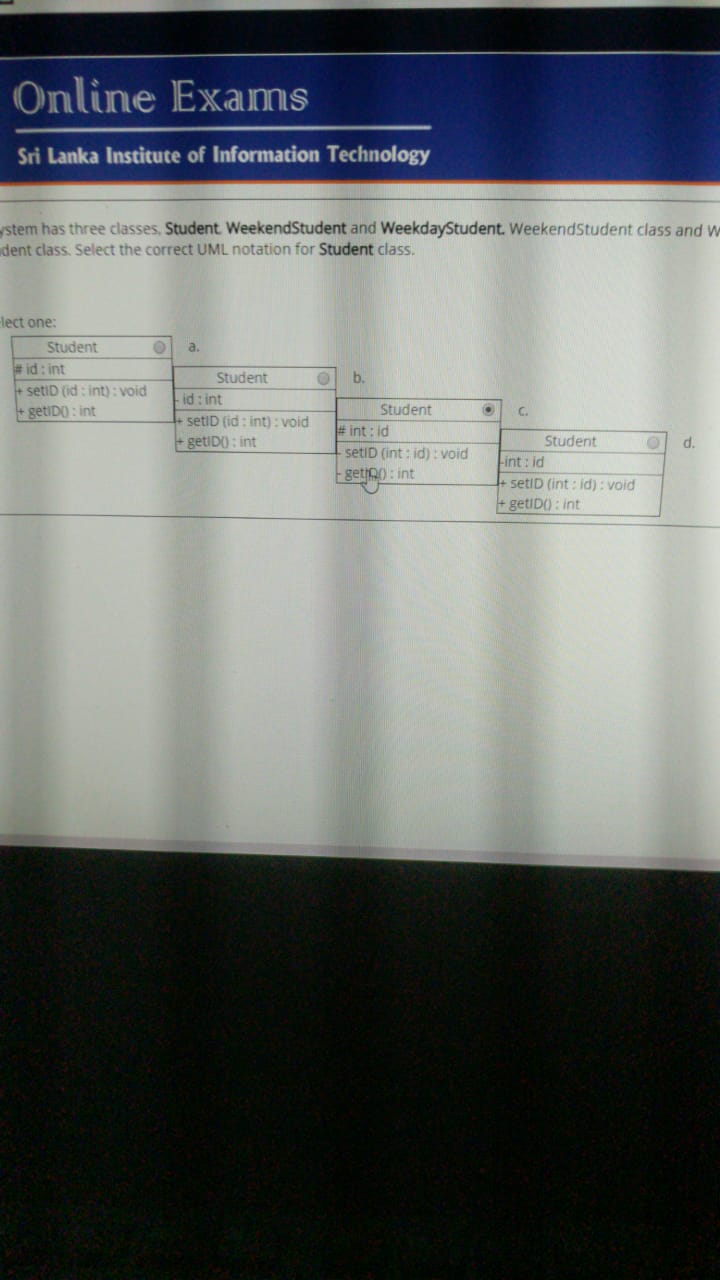 Online Exams
Sri Lanka Institute of Information Technology
ystem has three classes, Student, WeekendStudent and WeekdayStudent. WeekendStudent class and W
dent class. Select the correct UML notation for Student class.
lect one:
Student
a.
# id : int
+ setID (id : int) : void
+ getID() : int
Student
b.
- id : int
+ setID (id : int) : void
+ getID() : int
Student
c.
# int : id
- setID (int : id) : void
- getID() : int
Student
d.
-int : id
+ setID (int : id) : void
+ getID() : int